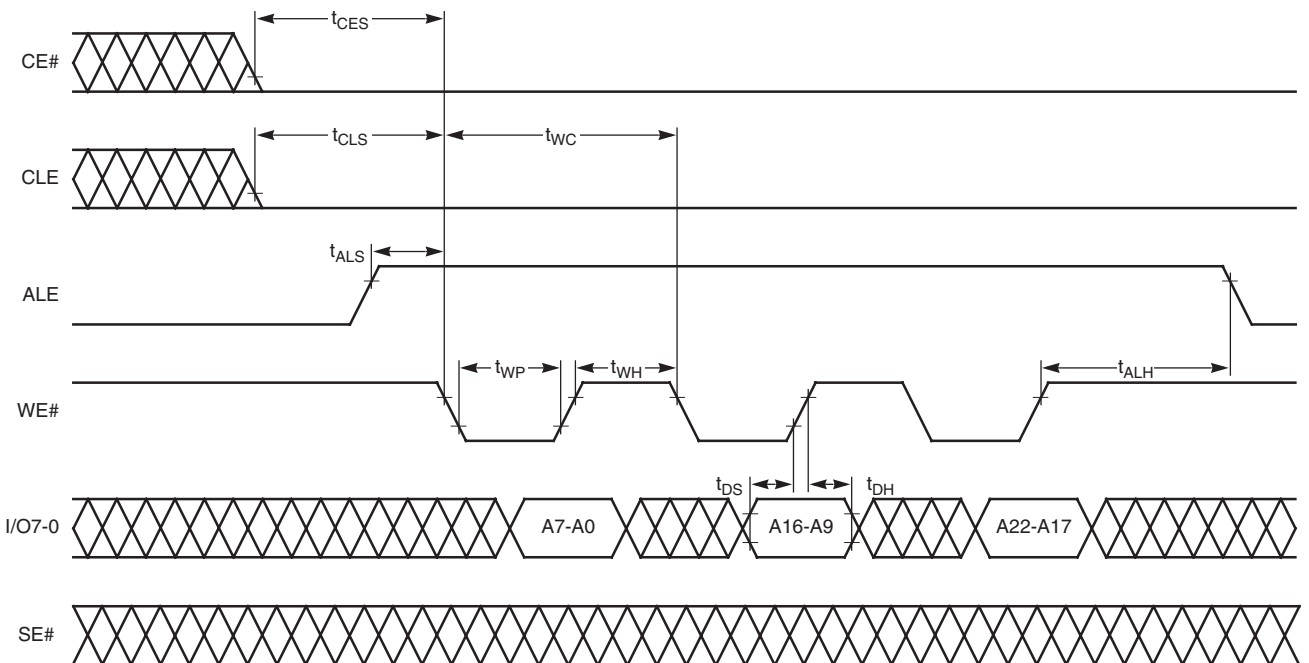 tCES
CE#
tCLS
tWC
CLE
tALS
ALE
tWP
tWH
tALH
WE#
tDS
tDH
I/O7-0
A7-A0
A16-A9
A22-A17
SE#